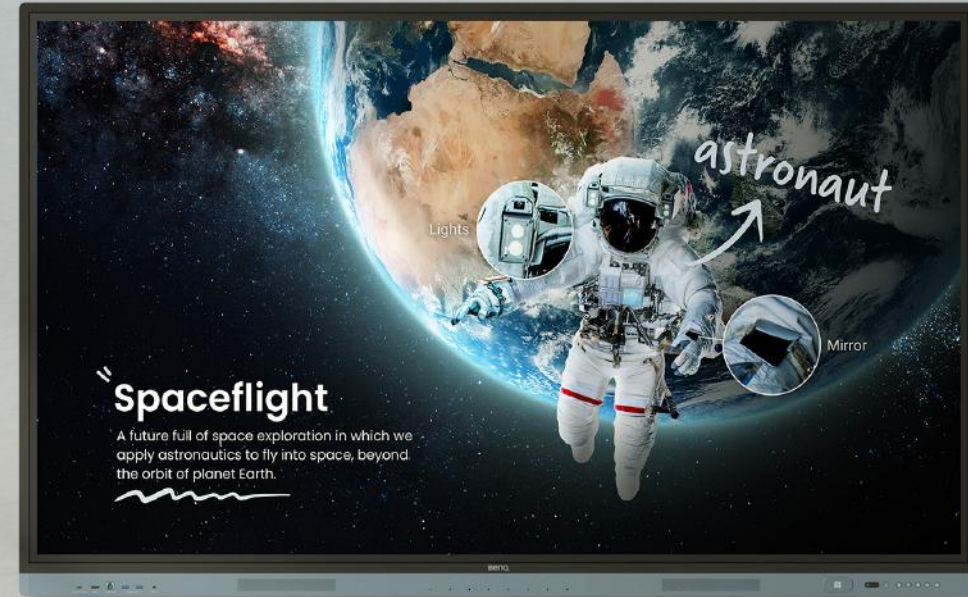 astronaut
Lights
Mirror
Spaceflight
A future full of space exploration in which we
apply astronautics to fly into space, beyond
the orbit of planet Earth.
BenQ